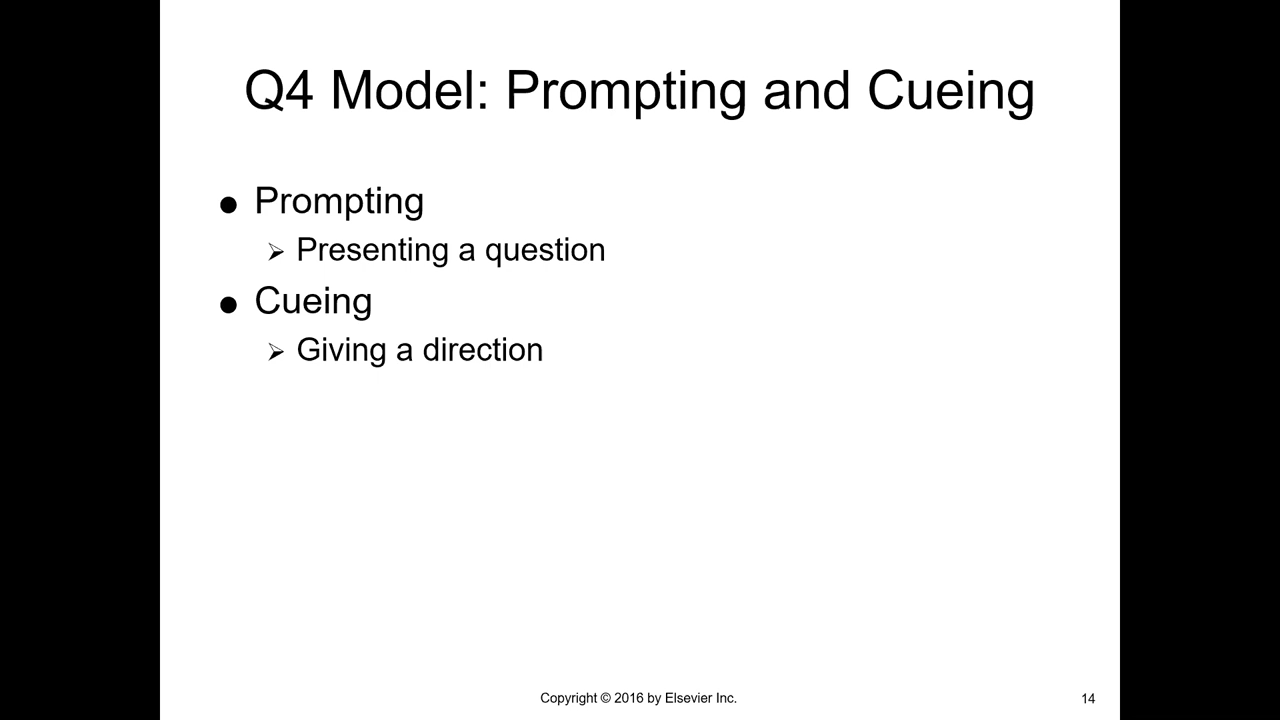 Q4 Model: Prompting and Cueing
● Prompting
➢ Presenting a question
● Cueing
➢ Giving a direction
Copyright © 2016 by Elsevier Inc.
14